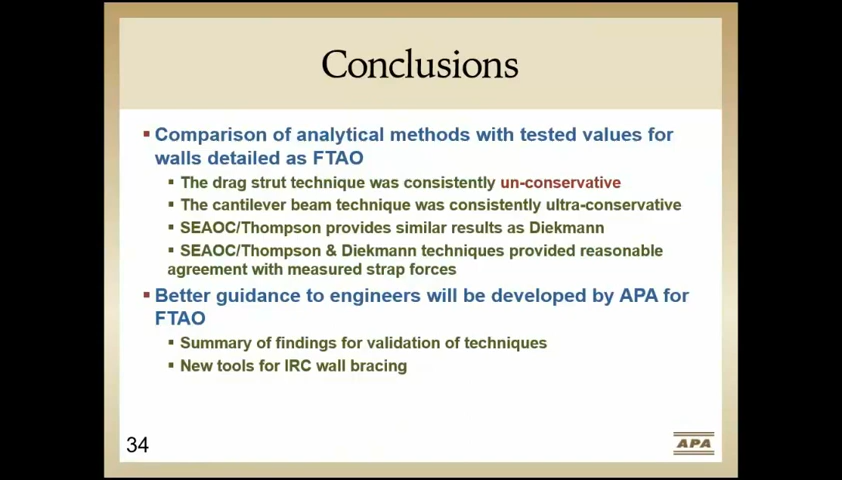 Conclusions
Comparison of analytical methods with tested values for
walls detailed as FTAO
The drag strut technique was consistently un-conservative
The cantilever beam technique was consistently ultra-conservative
SEAOC/Thompson provides similar results as Diekmann
SEAOC/Thompson & Diekmann techniques provided reasonable
agreement with measured strap forces
Better guidance to engineers will be developed by APA for
FTAO
Summary of findings for validation of techniques
New tools for IRC wall bracing
34
APA